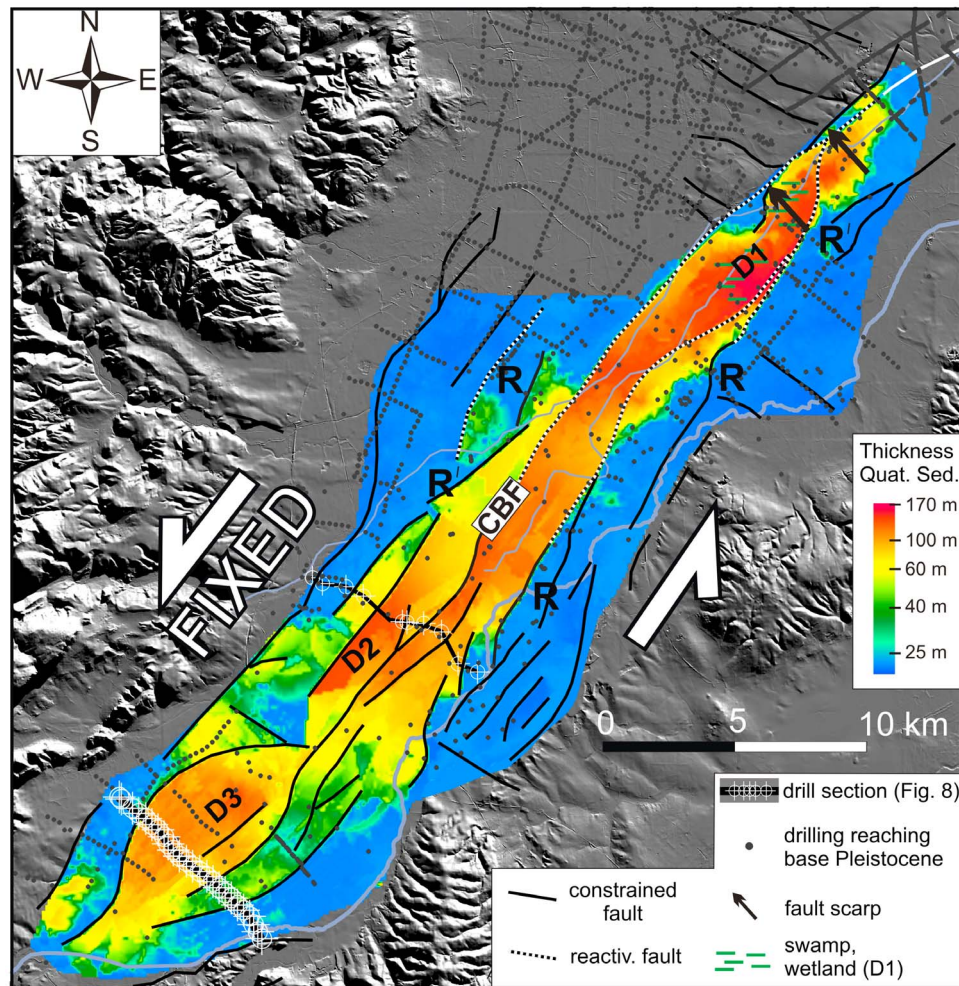 N
W E
S
R
D1
R
R
R
CBF
FIXED
R
D2
D3
Thickness
Quat. Sed.
170 m
100 m
60 m
40 m
25 m
0 5 10 km
drill section (Fig. 8)
drilling reaching
base Pleistocene
constrained
fault
fault scarp
reactiv. fault
swamp,
wetland (D1)